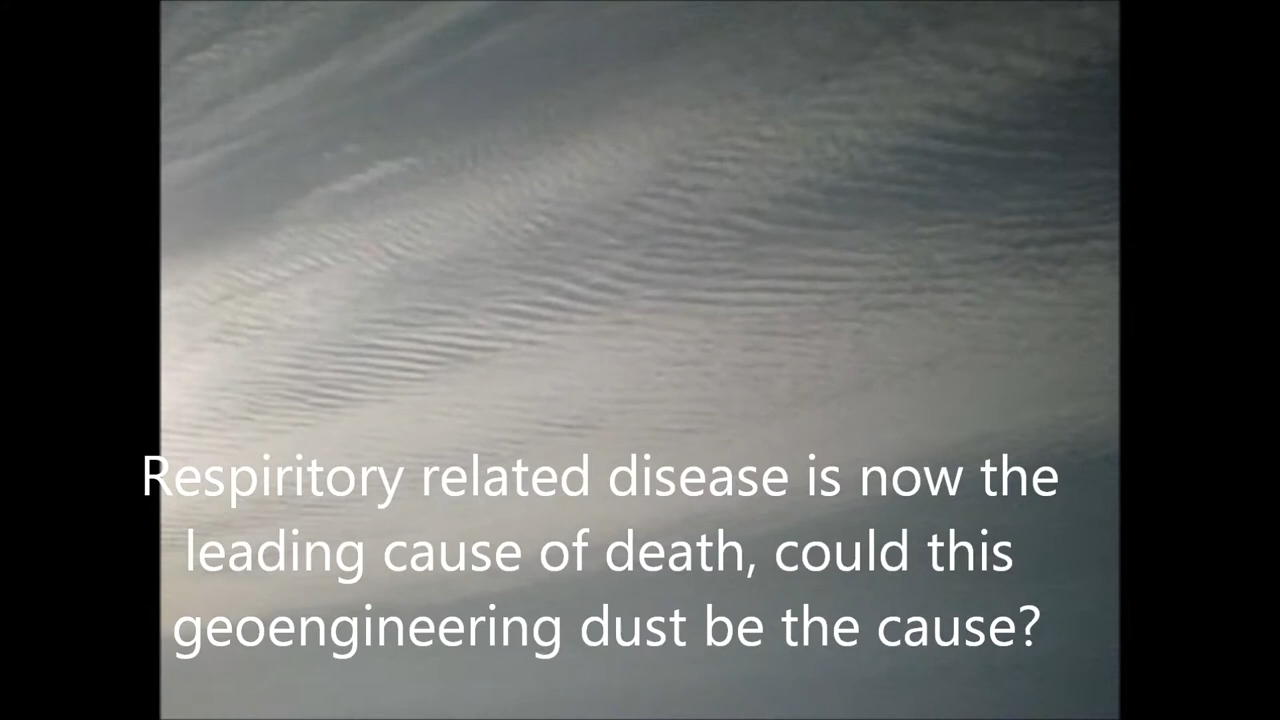 Respiritory related disease is now the
leading cause of death, could this
geoengineering dust be the cause?